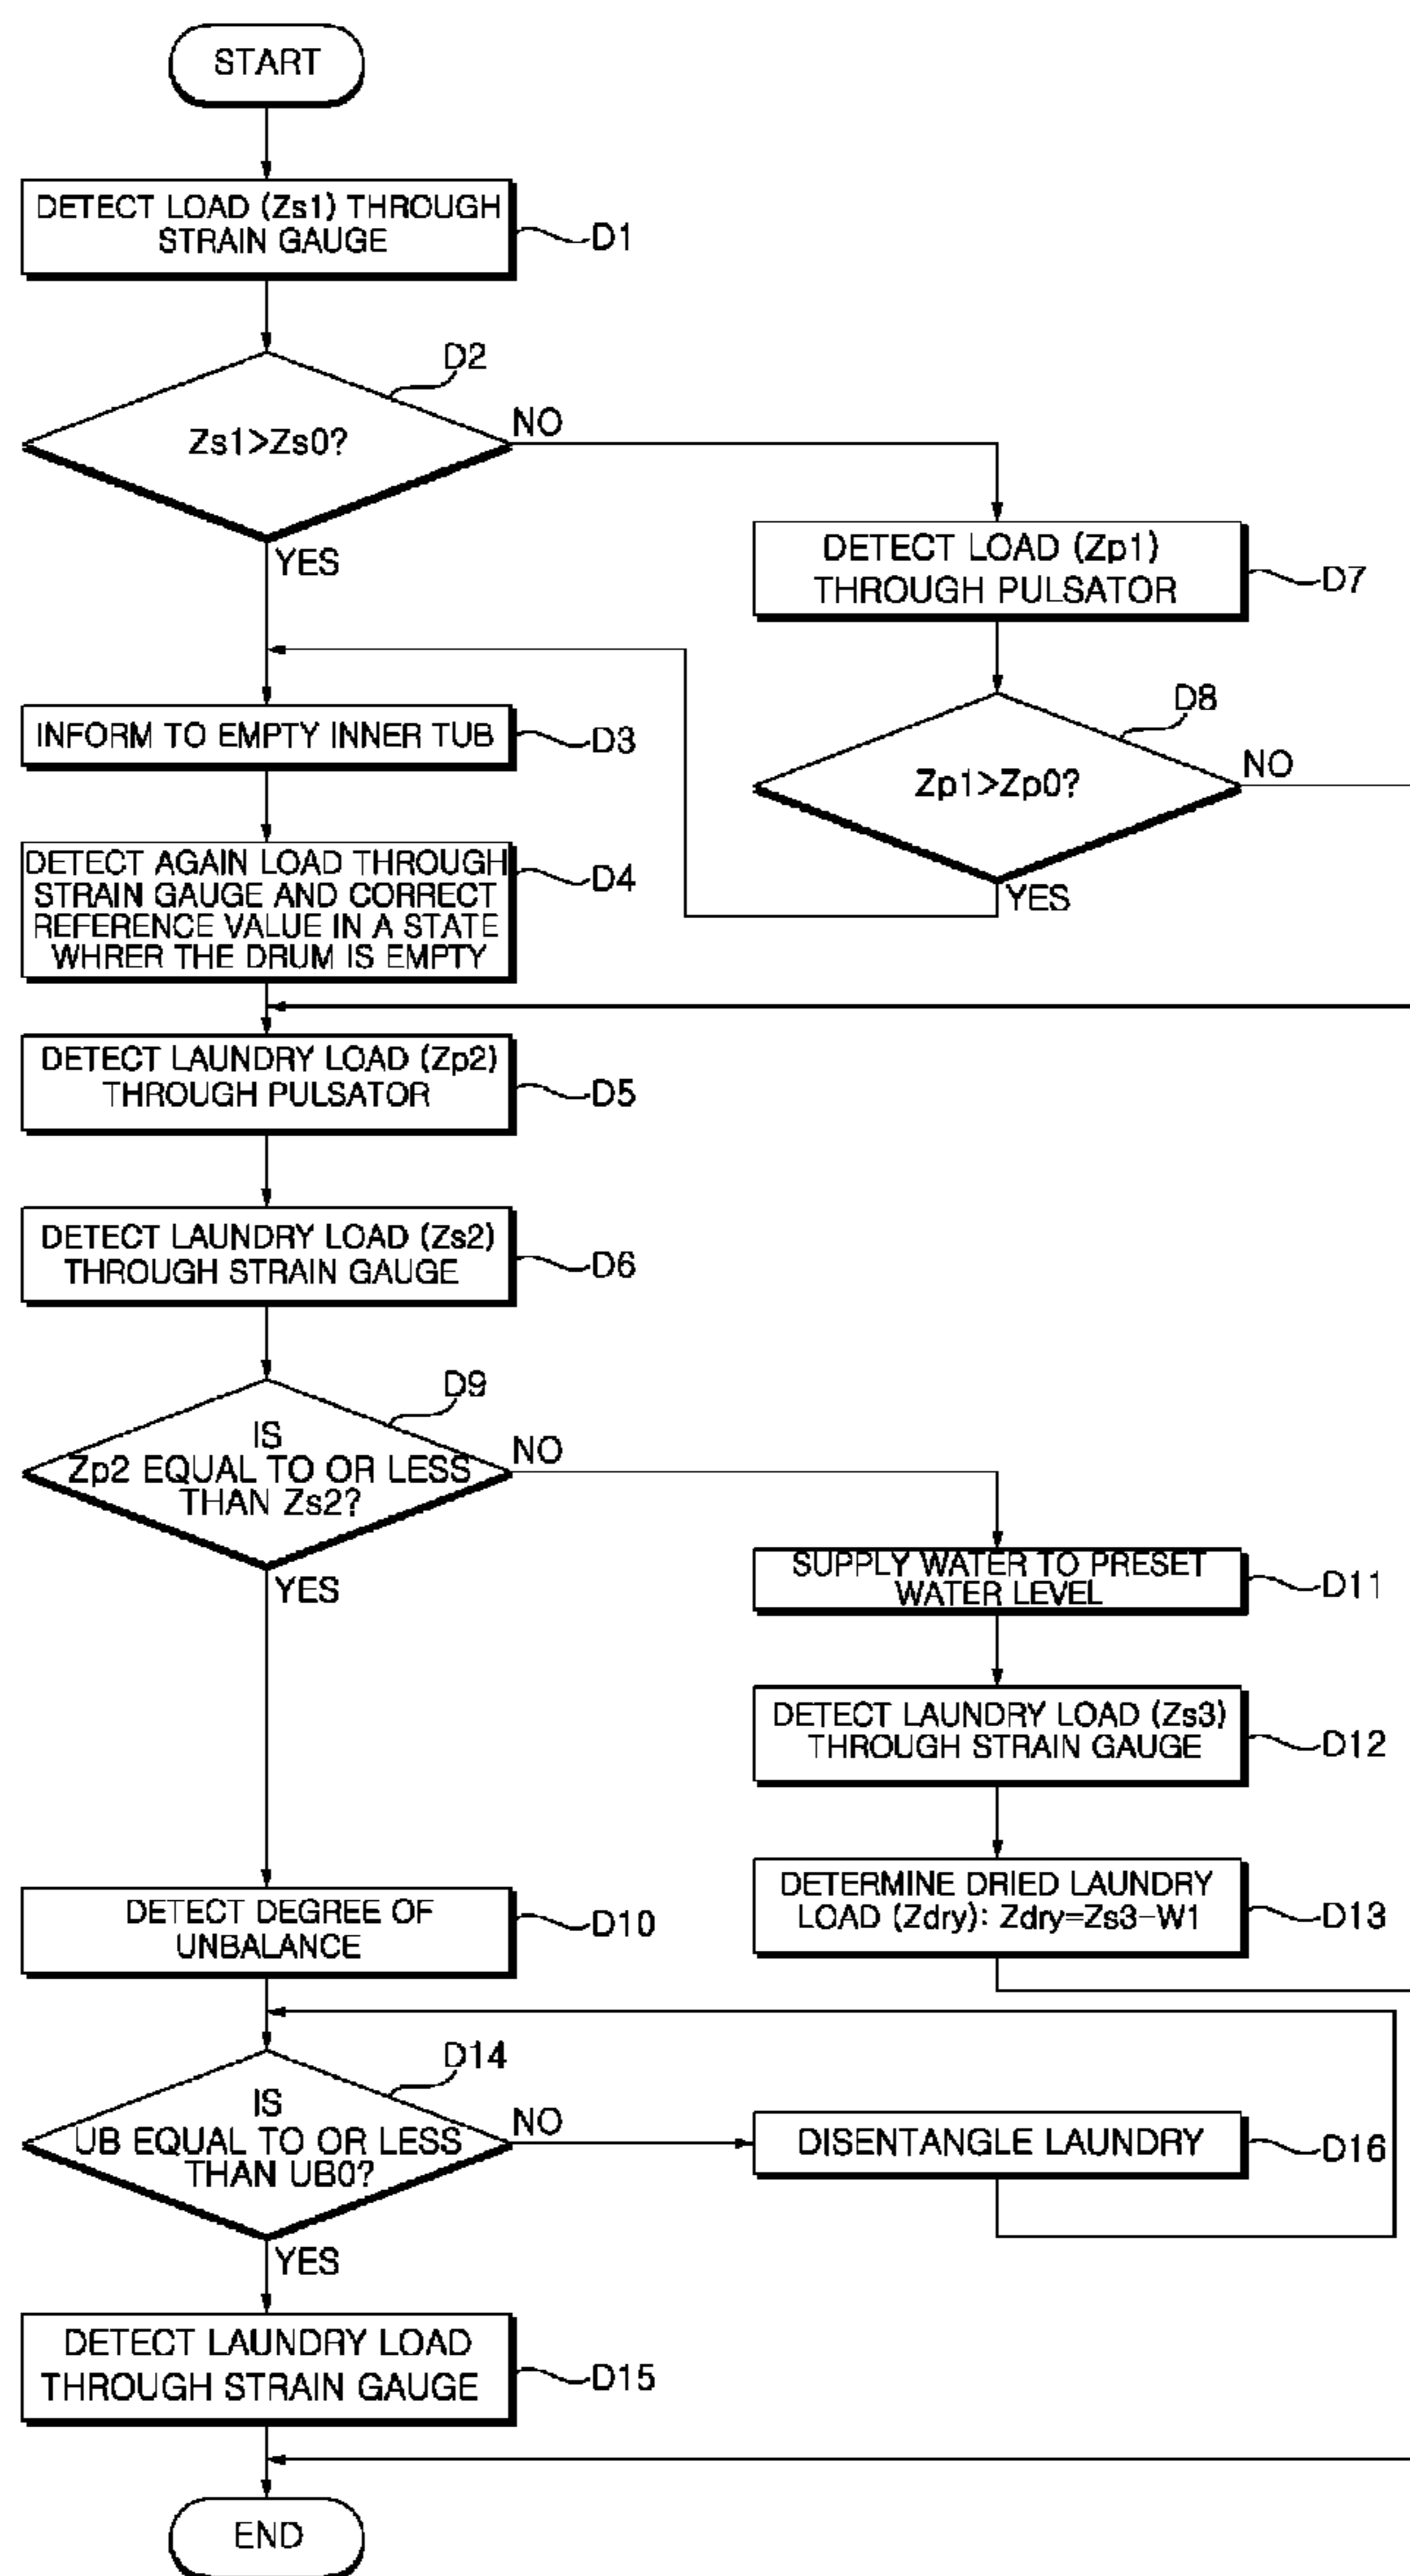 START
DETECT LOAD (Zs1) THROUGH
STRAIN GAUGE
D1
D2
Zs1>Zs0?
NO
YES
DETECT LOAD (Zp1)
THROUGH PULSATOR
D7
D8
Zp1>Zp0?
NO
YES
INFORM TO EMPTY INNER TUB
D3
DETECT AGAIN LOAD THROUGH
STRAIN GAUGE AND CORRECT
REFERENCE VALUE IN A STATE
WHRER THE DRUM IS EMPTY
D4
DETECT LAUNDRY LOAD (Zp2)
THROUGH PULSATOR
D5
DETECT LAUNDRY LOAD (Zs2)
THROUGH STRAIN GAUGE
D6
D9
IS
Zp2 EQUAL TO OR LESS
THAN Zs2?
NO
YES
SUPPLY WATER TO PRESET
WATER LEVEL
D11
DETECT LAUNDRY LOAD (Zs3)
THROUGH STRAIN GAUGE
D12
DETERMINE DRIED LAUNDRY
LOAD (Zdry): Zdry=Zs3-W1
D13
DETECT DEGREE OF
UNBALANCE
D10
D14
IS
UB EQUAL TO OR LESS
THAN UB0?
NO
YES
DISENTANGLE LAUNDRY
D16
DETECT LAUNDRY LOAD
THROUGH STRAIN GAUGE
D15
END